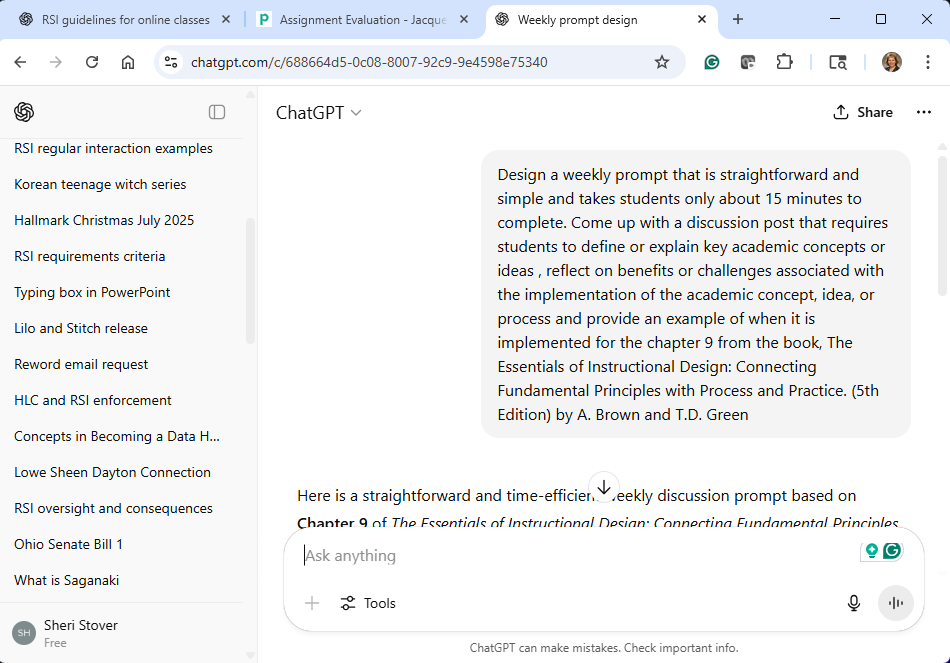 RSI guidelines for online classes
Assignment Evaluation - Jacque
Weekly prompt design
chatgpt.com/c/688664d5-0c08-8007-92c9-9e4598e75340
ChatGPT
Share
RSI regular interaction examples
Korean teenage witch series
Hallmark Christmas July 2025
RSI requirements criteria
Typing box in PowerPoint
Lilo and Stitch release
Reword email request
HLC and RSI enforcement
Concepts in Becoming a Data H...
Lowe Sheen Dayton Connection
RSI oversight and consequences
Ohio Senate Bill 1
What is Saganaki
SH
Sheri Stover
Free
Design a weekly prompt that is straightforward and
simple and takes students only about 15 minutes to
complete. Come up with a discussion post that requires
students to define or explain key academic concepts or
ideas , reflect on benefits or challenges associated with
the implementation of the academic concept, idea, or
process and provide an example of when it is
implemented for the chapter 9 from the book, The
Essentials of Instructional Design: Connecting
Fundamental Principles with Process and Practice. (5th
Edition) by A. Brown and T.D. Green
Here is a straightforward and time-efficient weekly discussion prompt based on
Chapter 9 of The Essentials of Instructional Design: Connecting Fundamental Principles
Ask anything
Tools
ChatGPT can make mistakes. Check important info.